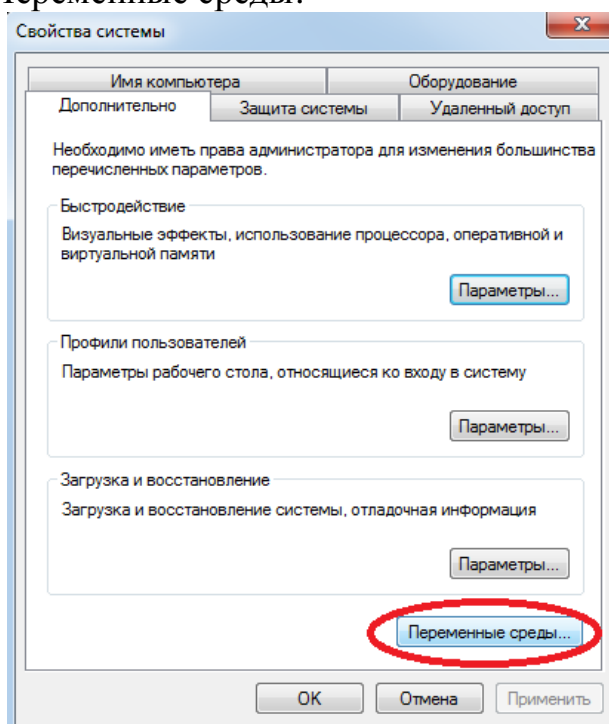 Переменные среды.
Свойства системы
Имя компьютера
Оборудование
Дополнительно
Защита системы
Удаленный доступ
Необходимо иметь права администратора для изменения большинства
перечисленных параметров.
Быстродействие
Визуальные эффекты, использование процессора, оперативной и
виртуальной памяти
Параметры...
Профили пользователей
Параметры рабочего стола, относящиеся ко входу в систему
Параметры...
Загрузка и восстановление
Загрузка и восстановление системы, отладочная информация
Параметры...
Переменные среды...
OK
Отмена
Применить